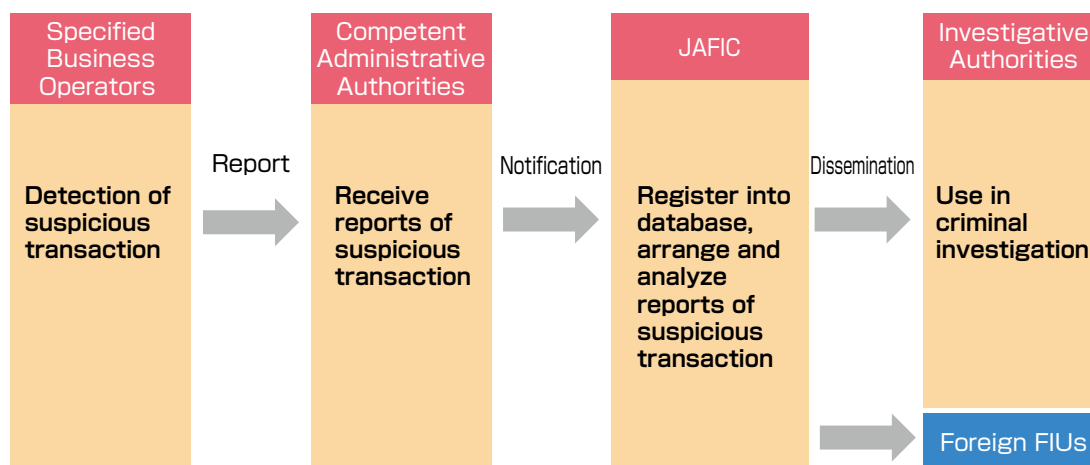 Specified
Business
Operators
Detection of
suspicious
transaction
Report
Competent
Administrative
Authorities
Receive
reports of
suspicious
transaction
Notification
JAFIC
Register into
database,
arrange and
analyze
reports of
suspicious
transaction
Dissemination
Investigative
Authorities
Use in
criminal
investigation
Foreign FIUs